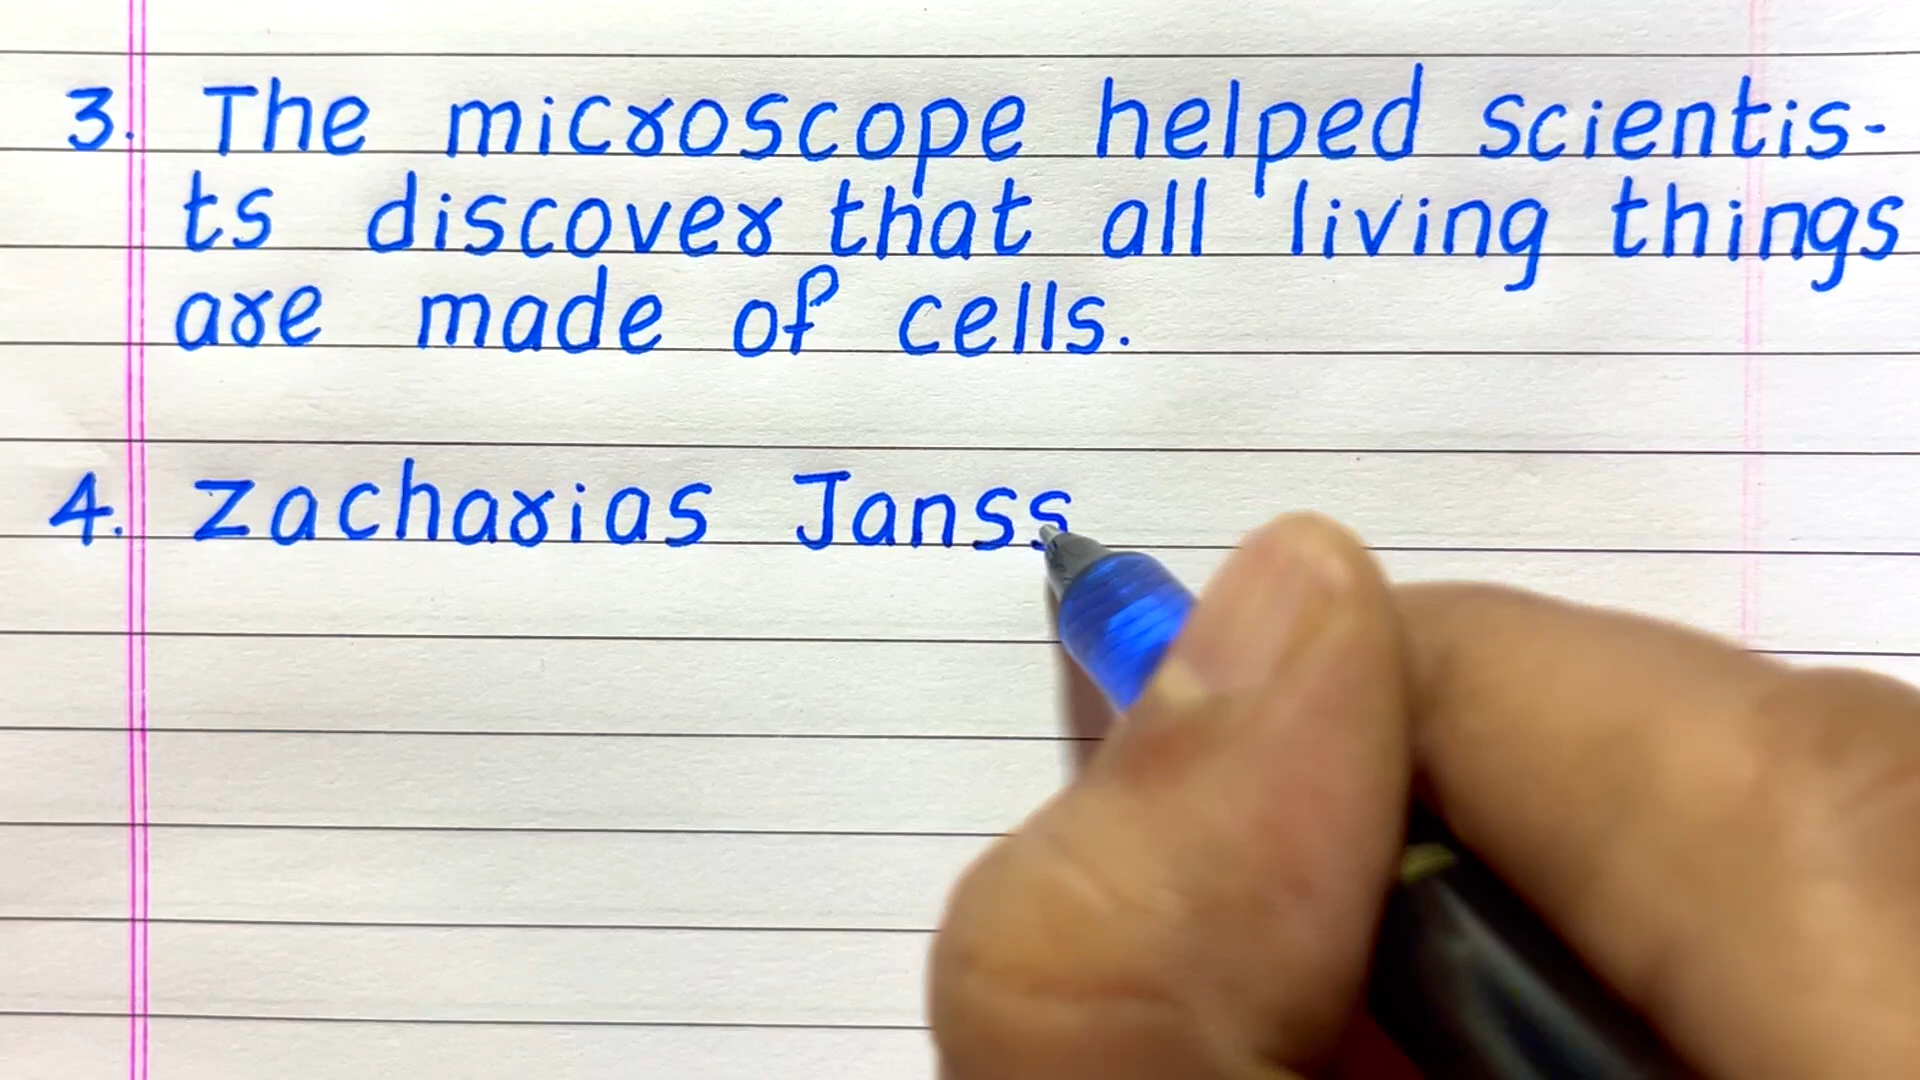 3. The microscope helped scientis-
ts discover that all living things
are made of cells.
4. Zacharias Janss